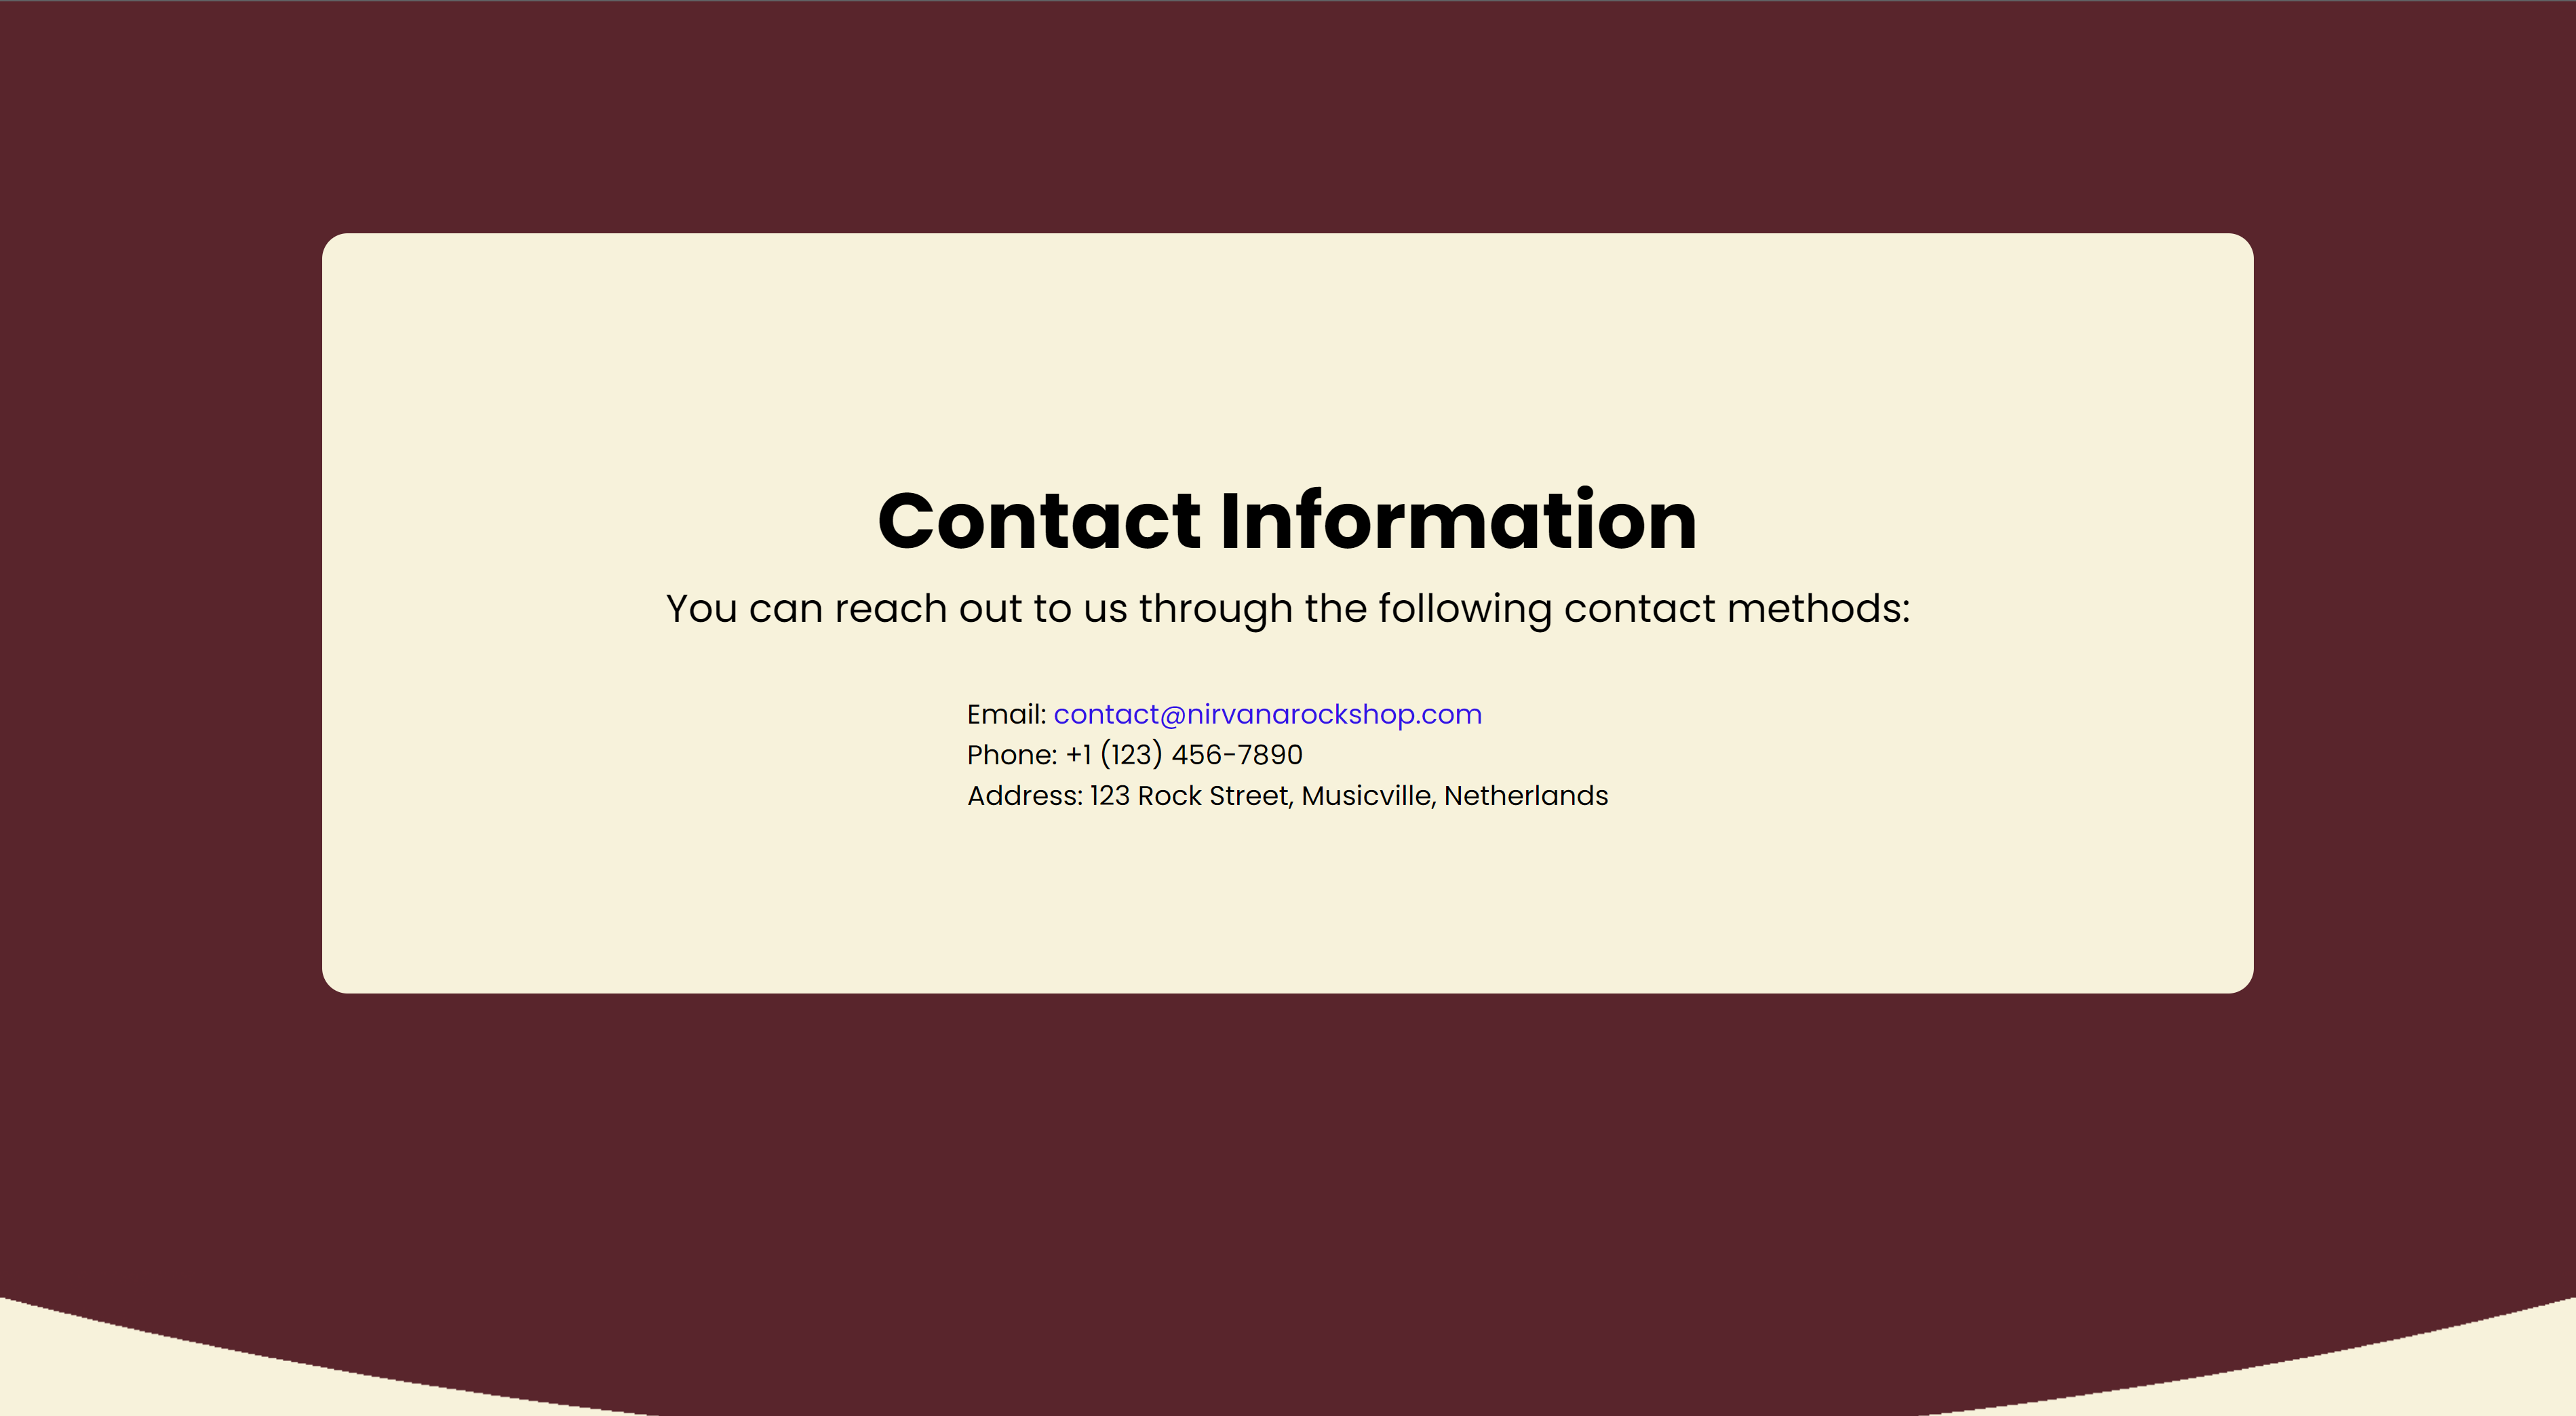 Contact Information
You can reach out to us through the following contact methods:
Email: contact@nirvanarockshop.com
Phone: +1 (123) 456-7890
Address: 123 Rock Street, Musicville, Netherlands